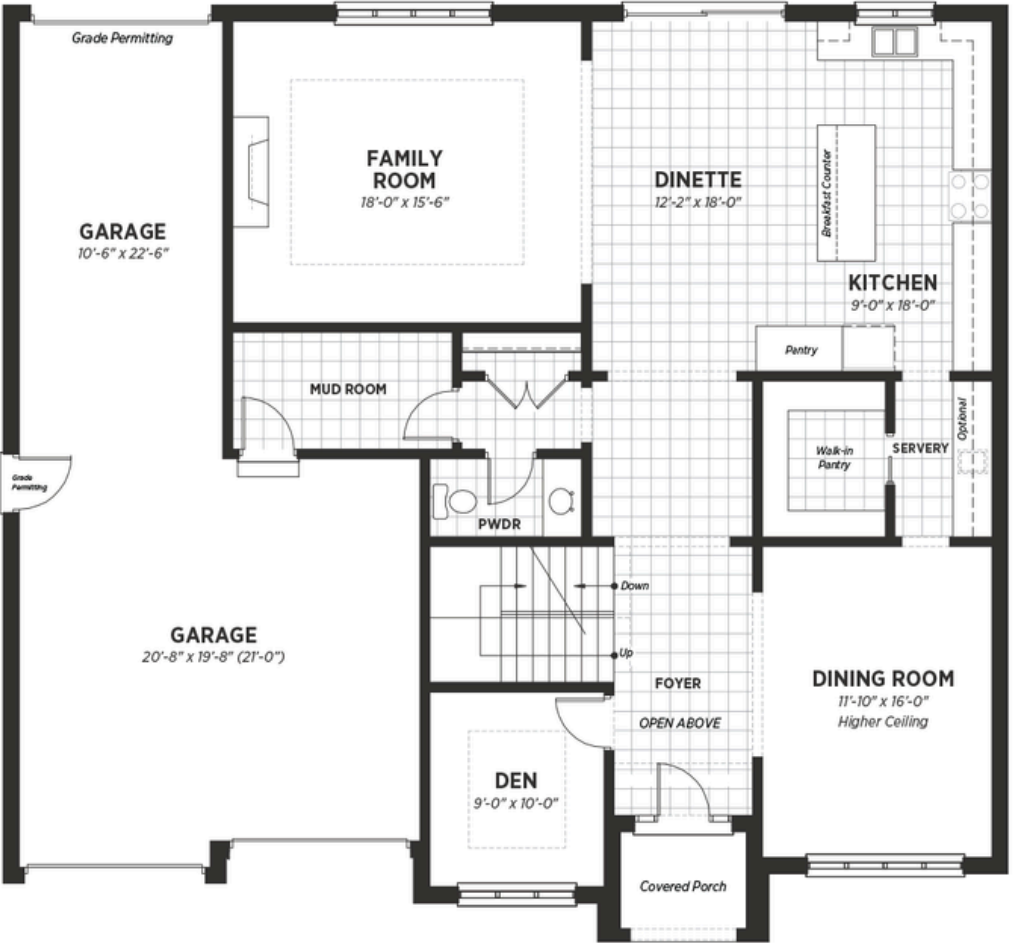 Grade Permitting
FAMILY
ROOM
18'-0" x 15'-6"
DINETTE
12'-2" x 18'-0"
Breakfast Counter
GARAGE
10'-6" x 22'-6"
KITCHEN
9'-0" x 18'-0"
Pantry
MUD ROOM
Optional
Walk-in
Pantry
SERVERY
Grade
Permitting
PWDR
Down
GARAGE
20'-8" x 19'-8" (21'-0")
Up
FOYER
OPEN ABOVE
DINING ROOM
11'-10" x 16'-0"
Higher Ceiling
DEN
9'-0" x 10'-0"
Covered Porch